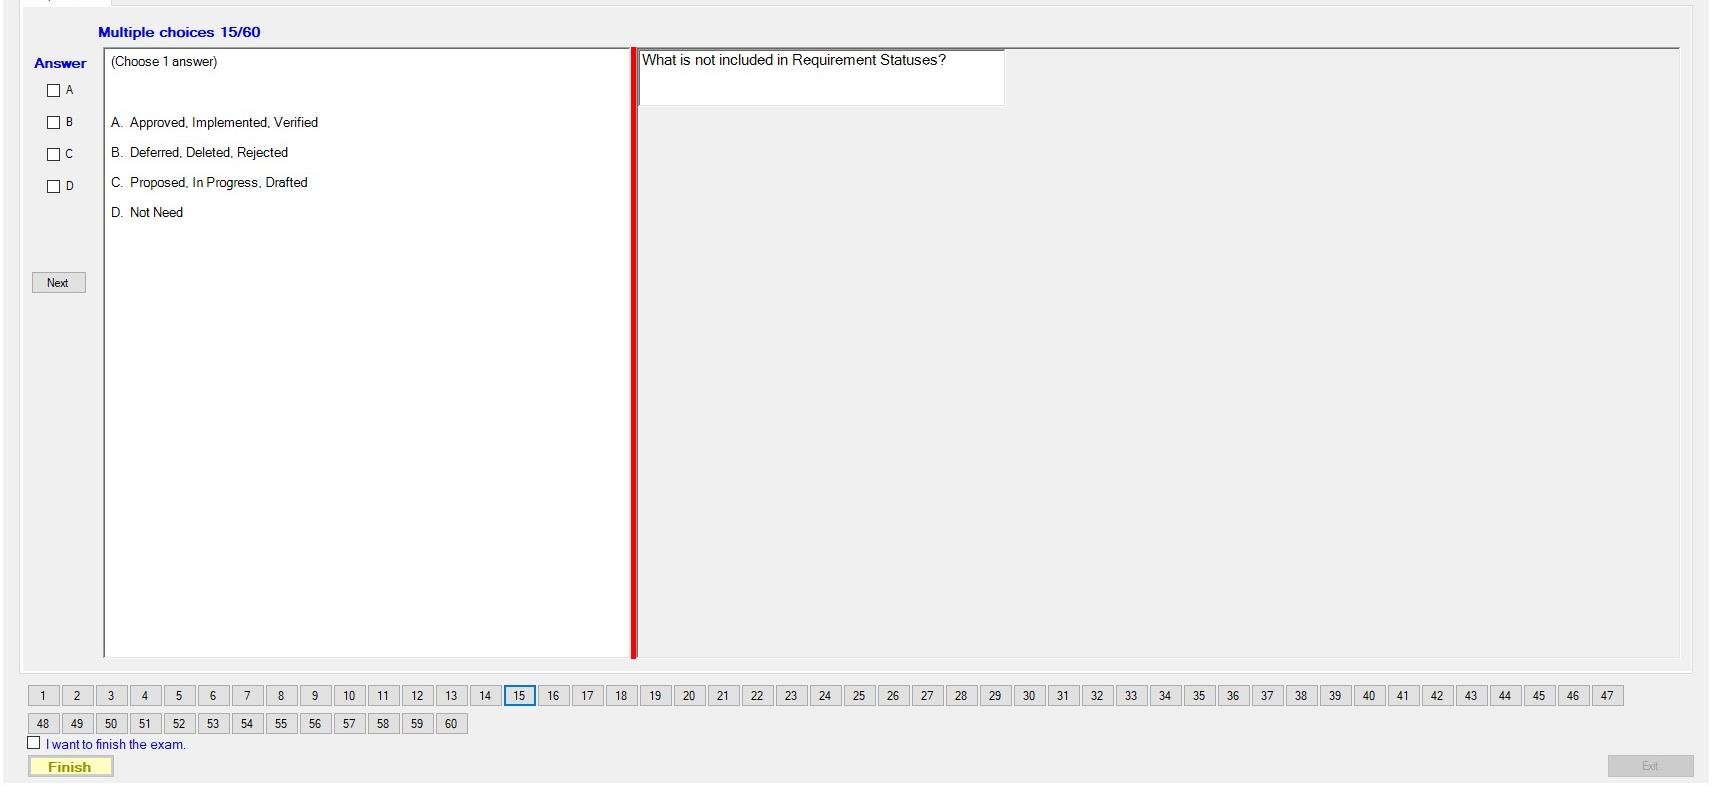 Multiple choices 15/60
Answer
A
B
C
D
Next
(Choose 1 answer)
A. Approved, Implemented, Verified
B. Deferred, Deleted, Rejected
C. Proposed, In Progress, Drafted
D. Not Need
What is not included in Requirement Statuses?
1 2 3 4 5 6 7 8 9 10 11 12 13 14 15 16 17 18 19 20 21 22 23 24 25 26 27 28 29 30 31 32 33 34 35 36 37 38 39 40 41 42 43 44 45 46 47
48 49 50 51 52 53 54 55 56 57 58 59 60
I want to finish the exam.
Finish
Exit